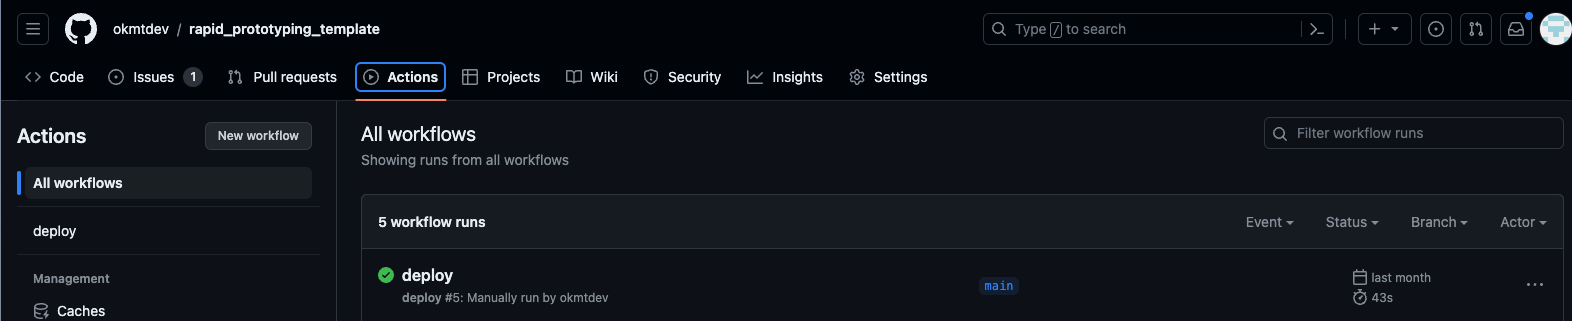 okmtdev / rapid_prototyping_template
Type / to search
Code Issues 1 Pull requests Actions Projects Wiki Security Insights Settings
Actions
New workflow
All workflows
deploy
Management
Caches
All workflows
Showing runs from all workflows
Filter workflow runs
5 workflow runs
Event Status Branch Actor
deploy
deploy #5: Manually run by okmtdev
main
last month
43s